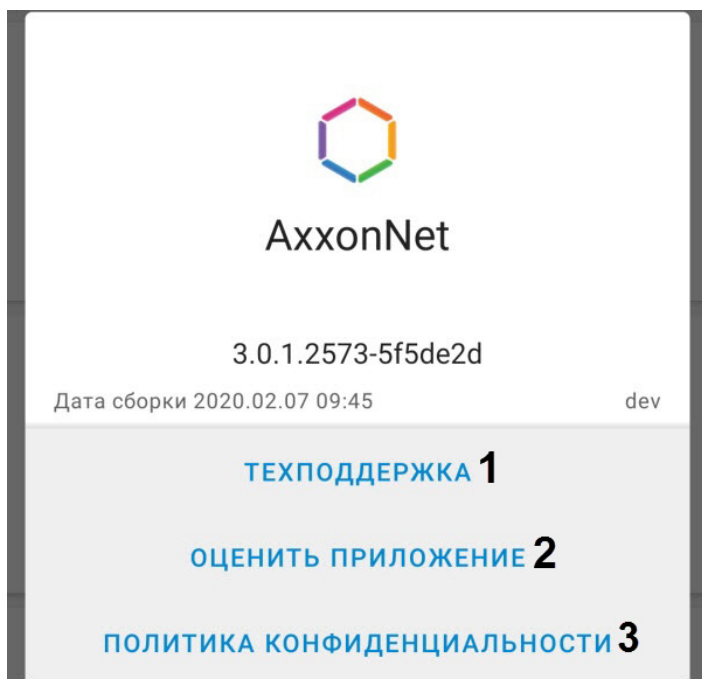 AxxonNet
3.0.1.2573-5f5de2d
Дата сборки 2020.02.07 09:45 dev
ТЕХПОДДЕРЖКА 1
ОЦЕНИТЬ ПРИЛОЖЕНИЕ 2
ПОЛИТИКА КОНФИДЕНЦИАЛЬНОСТИ 3